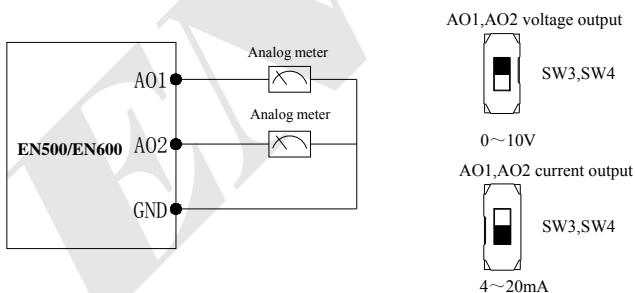 AO1,AO2 voltage output
SW3,SW4
0～10V
AO1,AO2 current output
SW3,SW4
4～20mA
Analog meter
AO1
Analog meter
EN500/EN600 AO2
GND